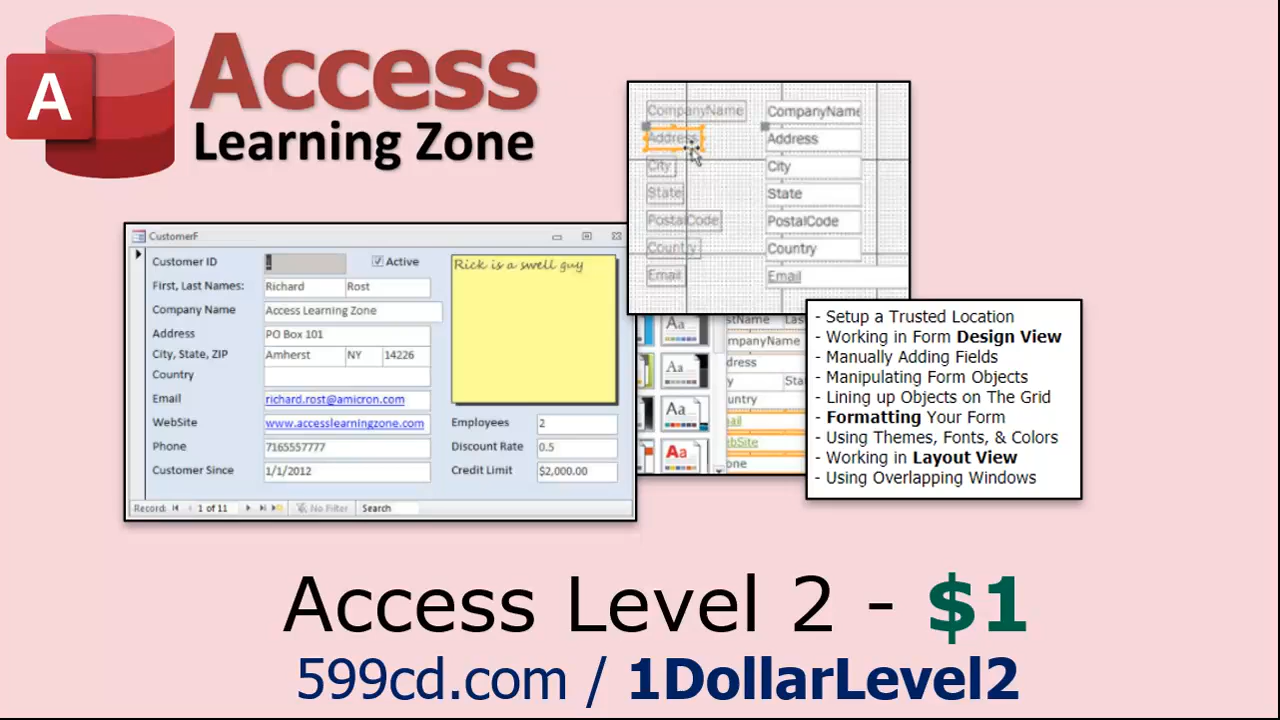 A
Access
Learning Zone
CompanyName CompanyName
Address Address
City City
State State
PostalCode PostalCode
Country Country
Email Email
CustomerF
Customer ID
Active
Rick is a swell guy
First, Last Names: Richard Rost
Company Name Access Learning Zone
Address PO Box 101
City, State, ZIP Amherst NY 14226
Country
Email richard.rost@amicron.com
WebSite www.accesslearningzone.com
Phone 7165557777
Customer Since 1/1/2012
Employees 2
Discount Rate 0.5
Credit Limit $2,000.00
Record: 1 of 11 No Filter Search
Aa
Aa
Aa
Aa
- Setup a Trusted Location
- Working in Form Design View
- Manually Adding Fields
- Manipulating Form Objects
- Lining up Objects on The Grid
- Formatting Your Form
- Using Themes, Fonts, & Colors
- Working in Layout View
- Using Overlapping Windows
Access Level 2 - $1
599cd.com / 1DollarLevel2